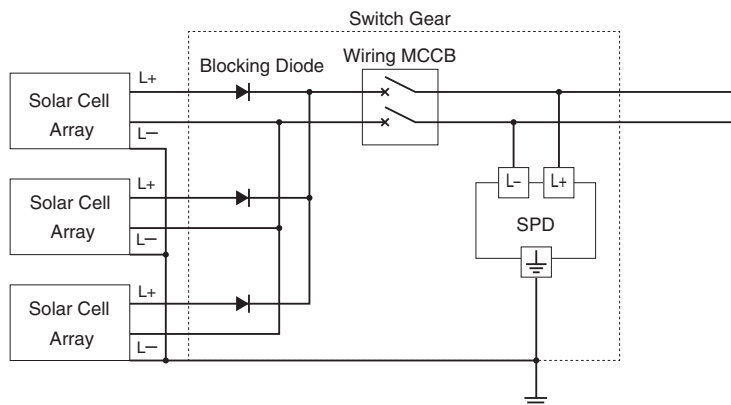 Switch Gear
Blocking Diode
Wiring MCCB
L+
Solar Cell
Array
L−
L+
Solar Cell
Array
L−
L−
L+
SPD
L+
Solar Cell
Array
L−